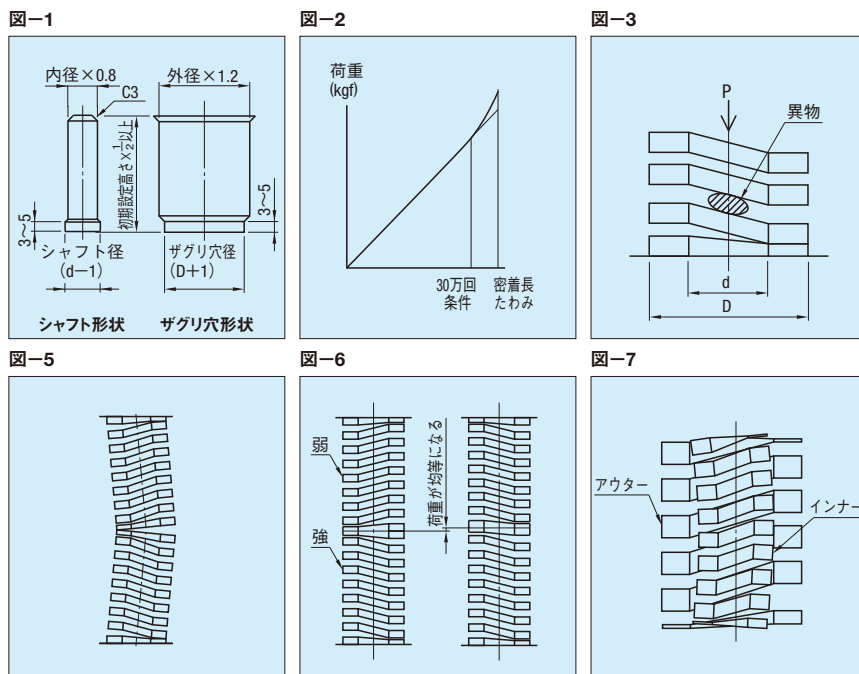 図−1
内径×0.8
外径×1.2
C3
初期設定高さ×1/2以上
3〜5
3〜5
シャフト径
(d−1)
ザグリ穴径
(D+1)
シャフト形状
ザグリ穴形状
図−2
荷重
(kgf)
30万回
条件
密着長
たわみ
図−3
P
異物
d
D
図−5
図−6
弱
強
荷重が均等になる
図−7
アウター
インナー